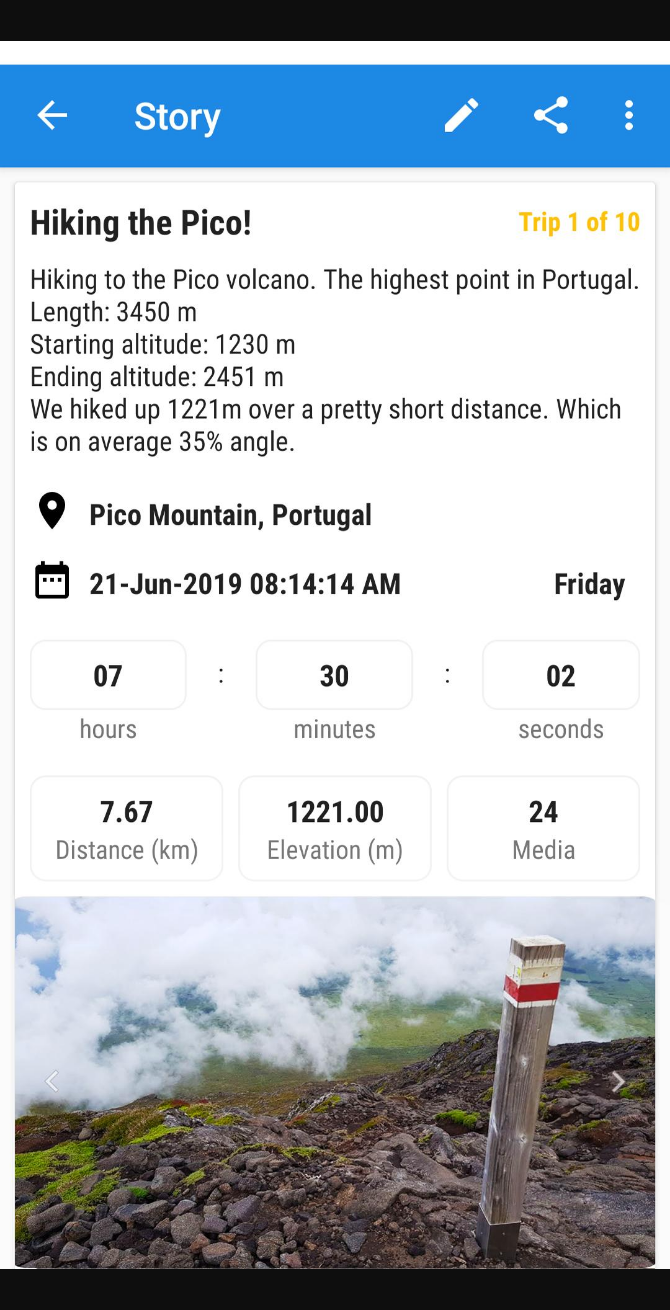 Story
Hiking the Pico!
Trip 1 of 10
Hiking to the Pico volcano. The highest point in Portugal.
Length: 3450 m
Starting altitude: 1230 m
Ending altitude: 2451 m
We hiked up 1221m over a pretty short distance. Which
is on average 35% angle.
Pico Mountain, Portugal
21-Jun-2019 08:14:14 AM Friday
07 : 30 : 02
hours minutes seconds
7.67 1221.00 24
Distance (km) Elevation (m) Media